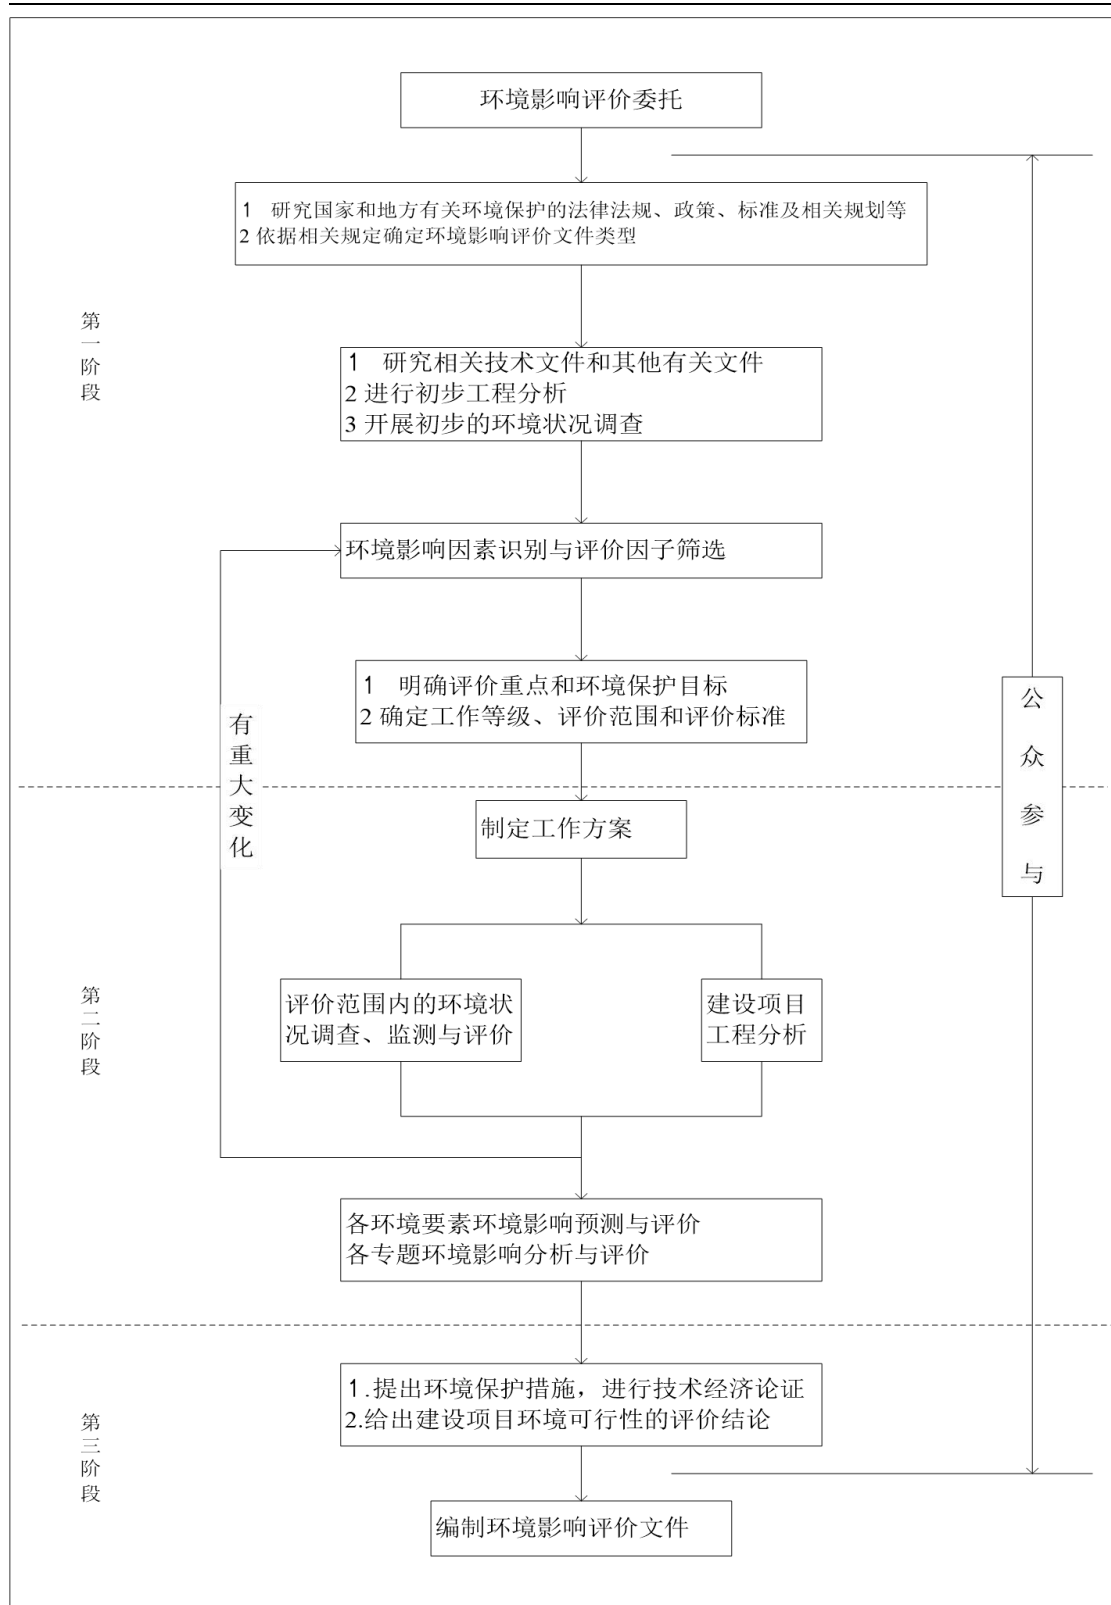 环境影响评价委托
1 研究国家和地方有关环境保护的法律法规、政策、标准及相关规划等
2 依据相关规定确定环境影响评价文件类型
第一阶段
1 研究相关技术文件和其他有关文件
2 进行初步工程分析
3 开展初步的环境状况调查
环境影响因素识别与评价因子筛选
1 明确评价重点和环境保护目标
2 确定工作等级、评价范围和评价标准
有重大变化
公众参与
制定工作方案
第二阶段
评价范围内的环境状
况调查、监测与评价
建设项目
工程分析
各环境要素环境影响预测与评价
各专题环境影响分析与评价
第三阶段
1.提出环境保护措施，进行技术经济论证
2.给出建设项目环境可行性的评价结论
编制环境影响评价文件